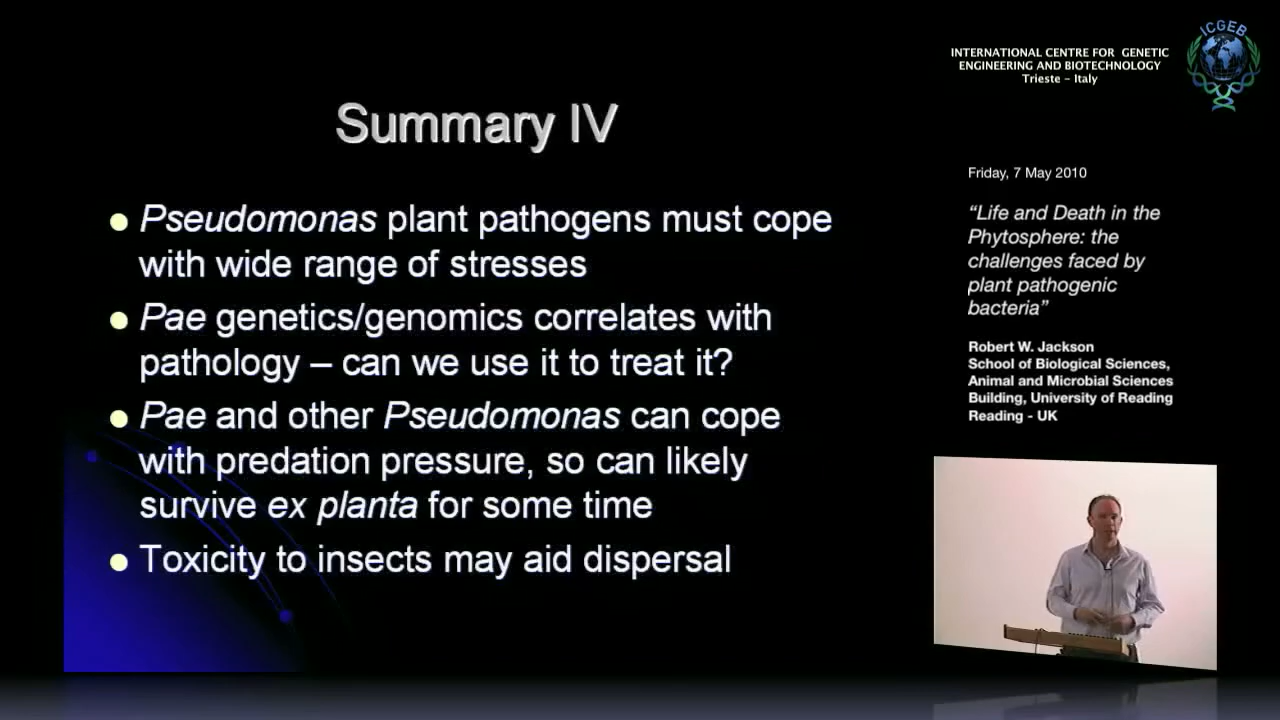 Summary IV
Pseudomonas plant pathogens must cope
with wide range of stresses
Pae genetics/genomics correlates with
pathology – can we use it to treat it?
Pae and other Pseudomonas can cope
with predation pressure, so can likely
survive ex planta for some time
Toxicity to insects may aid dispersal
INTERNATIONAL CENTRE FOR GENETIC
ENGINEERING AND BIOTECHNOLOGY
Trieste - Italy
ICGEB
Friday, 7 May 2010
“Life and Death in the
Phytosphere: the
challenges faced by
plant pathogenic
bacteria”
Robert W. Jackson
School of Biological Sciences,
Animal and Microbial Sciences
Building, University of Reading
Reading - UK